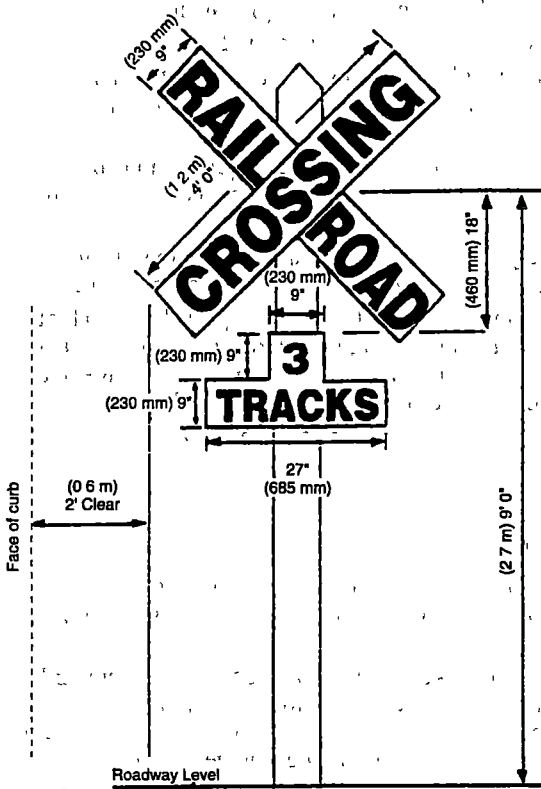 (230 mm)
9"
RAIL
ROAD
CROSSING
(1 2 m)
4' 0"
(460 mm) 18"
(230 mm)
9"
(230 mm) 9"
3
(230 mm) 9"
TRACKS
27"
(685 mm)
(0 6 m)
2' Clear
Face of curb
(2 7 m) 9' 0"
Roadway Level